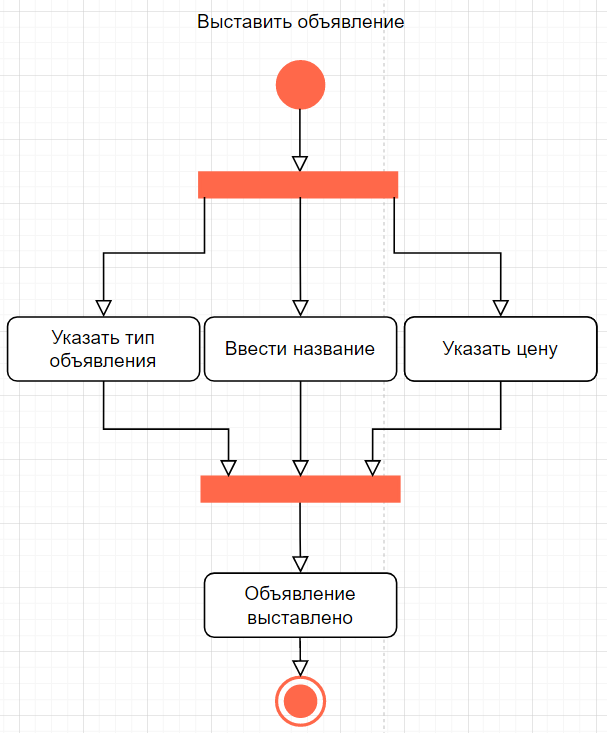 Выставить объявление
Указать тип
объявления
Ввести название
Указать цену
Объявление
выставлено